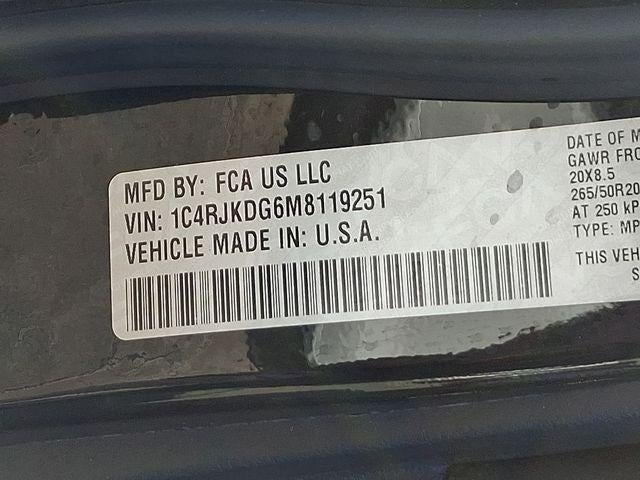 MFD BY: FCA US LLC
VIN: 1C4RJKDG6M8119251
VEHICLE MADE IN: U.S.A.
DATE OF M
GAWR FRO
20X8.5
265/50R20
AT 250 kP
TYPE: MP
THIS VEH
S